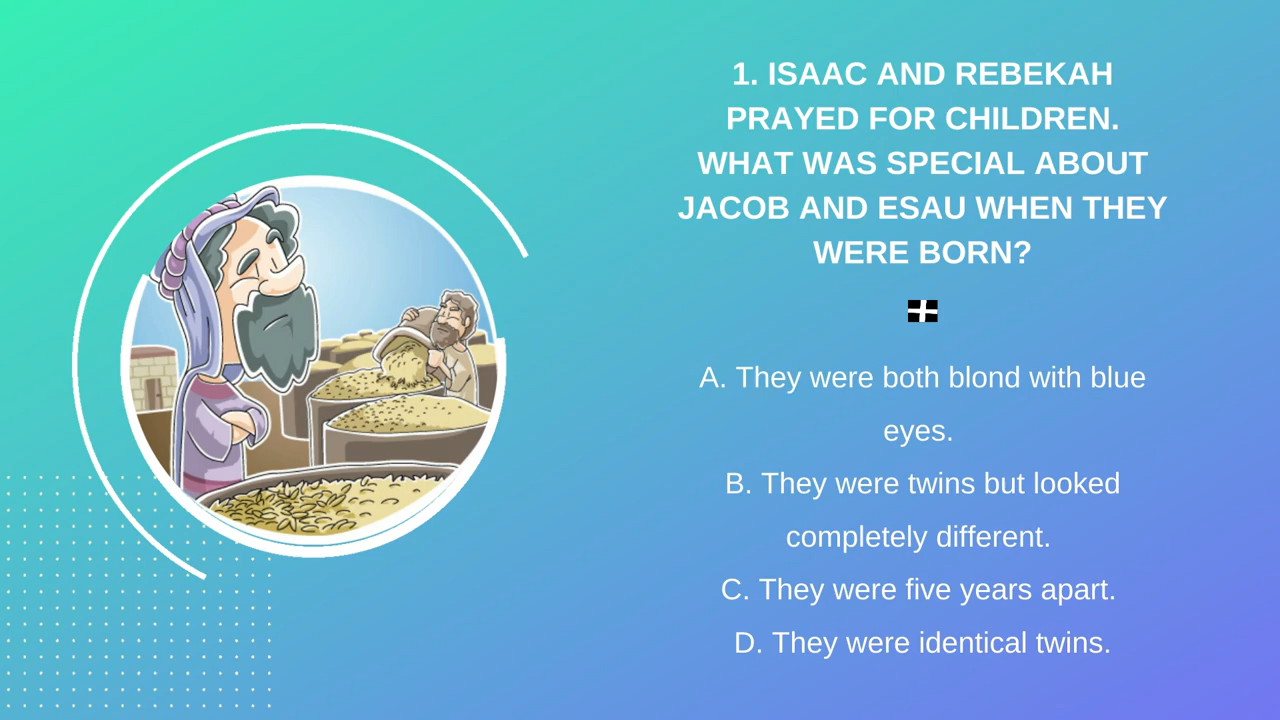 1. ISAAC AND REBEKAH
PRAYED FOR CHILDREN.
WHAT WAS SPECIAL ABOUT
JACOB AND ESAU WHEN THEY
WERE BORN?
A. They were both blond with blue
eyes.
B. They were twins but looked
completely different.
C. They were five years apart.
D. They were identical twins.